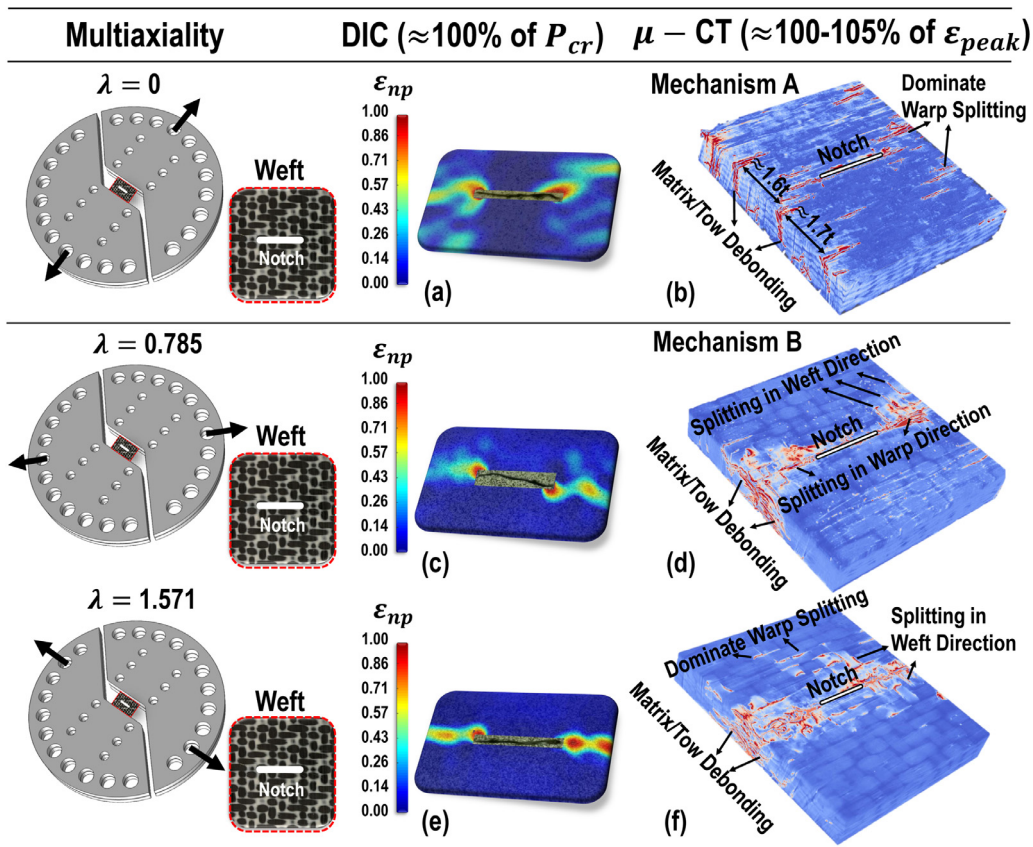 Multiaxiality
DIC (≈100% of P_cr)
μ − CT (≈100-105% of ε_peak)
λ = 0
Weft
Notch
ε_np
1.00
0.86
0.71
0.57
0.43
0.26
0.14
0.00
(a)
Mechanism A
Dominate
Warp Splitting
Notch
≈1.6t
≈1.7t
Matrix/Tow Debonding
(b)
λ = 0.785
Weft
Notch
ε_np
1.00
0.86
0.71
0.57
0.43
0.26
0.14
0.00
(c)
Mechanism B
Splitting in Weft Direction
Notch
Splitting in Warp Direction
Matrix/Tow Debonding
(d)
λ = 1.571
Weft
Notch
ε_np
1.00
0.86
0.71
0.57
0.43
0.26
0.14
0.00
(e)
Dominate Warp Splitting
Splitting in
Weft Direction
Notch
Matrix/Tow Debonding
(f)